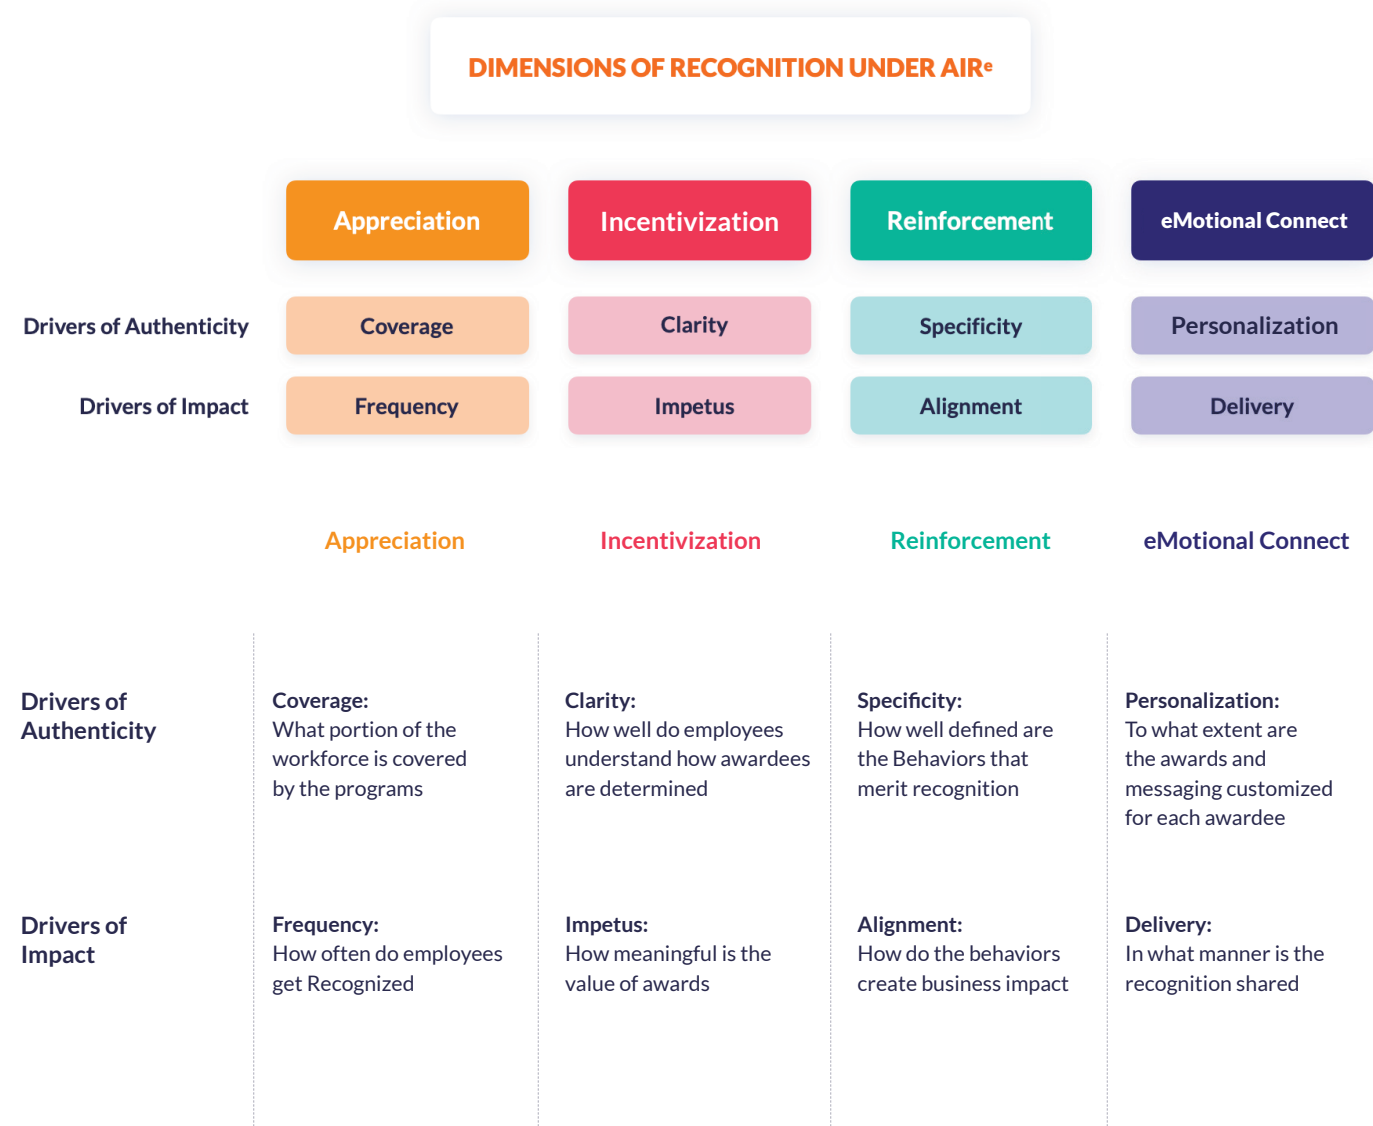 DIMENSIONS OF RECOGNITION UNDER AIRᵉ
Appreciation
Incentivization
Reinforcement
eMotional Connect
Drivers of Authenticity
Coverage
Clarity
Specificity
Personalization
Drivers of Impact
Frequency
Impetus
Alignment
Delivery
Appreciation
Incentivization
Reinforcement
eMotional Connect
Drivers of
Authenticity
Coverage:
What portion of the
workforce is covered
by the programs
Clarity:
How well do employees
understand how awardees
are determined
Specificity:
How well defined are
the Behaviors that
merit recognition
Personalization:
To what extent are
the awards and
messaging customized
for each awardee
Drivers of
Impact
Frequency:
How often do employees
get Recognized
Impetus:
How meaningful is the
value of awards
Alignment:
How do the behaviors
create business impact
Delivery:
In what manner is the
recognition shared